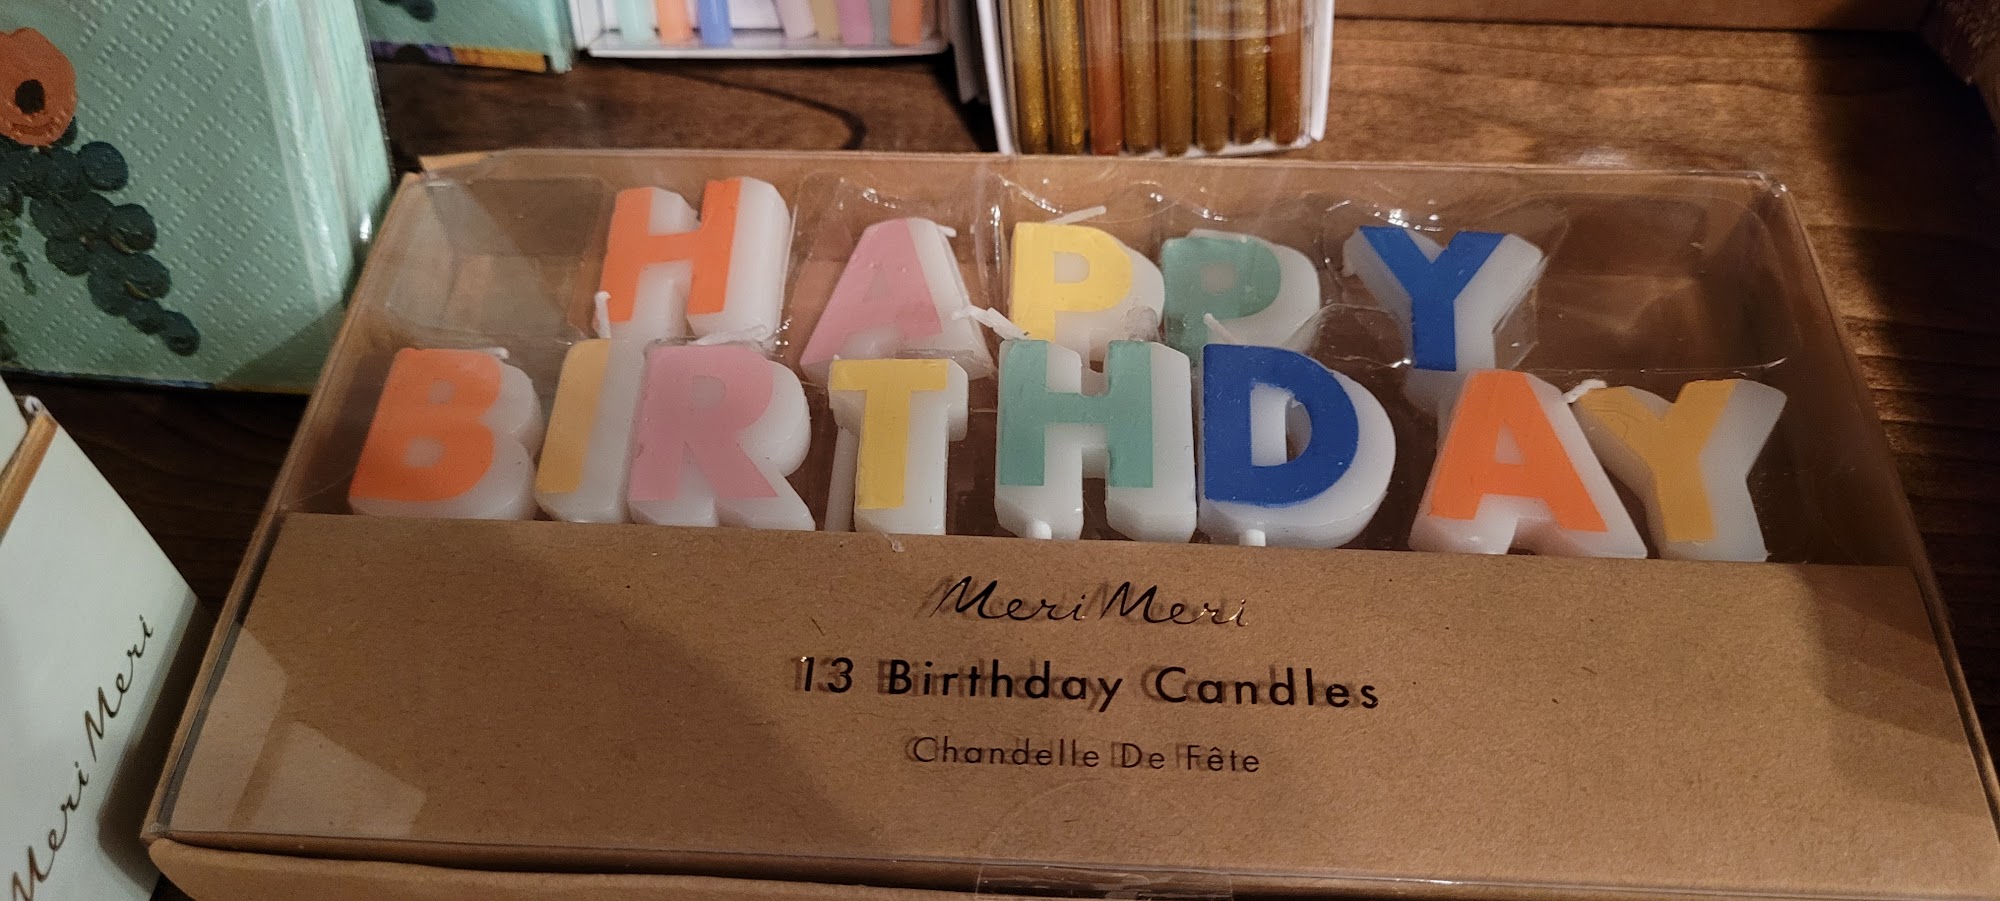 HAPPY
BIRTHDAY
Meri Meri
13 Birthday Candles
Chandelle De Fête
Meri Meri